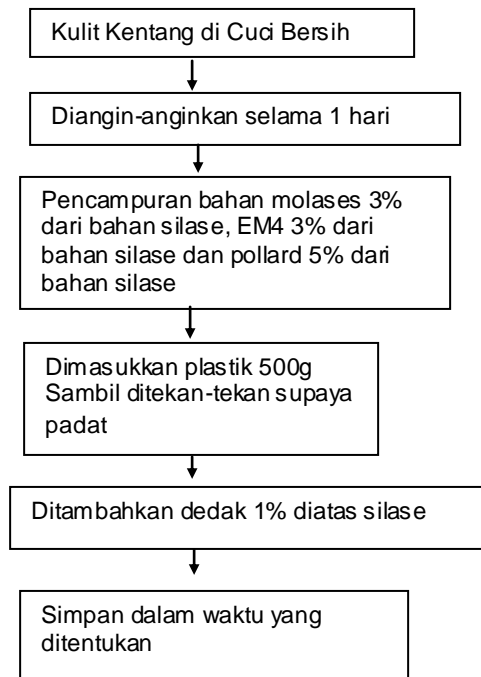 Kulit Kentang di Cuci Bersih
Diangin-anginkan selama 1 hari
Pencampuran bahan molases 3%
dari bahan silase, EM4 3% dari
bahan silase dan pollard 5% dari
bahan silase
Dimasukkan plastik 500g
Sambil ditekan-tekan supaya
padat
Ditambahkan dedak 1% diatas silase
Simpan dalam waktu yang
ditentukan